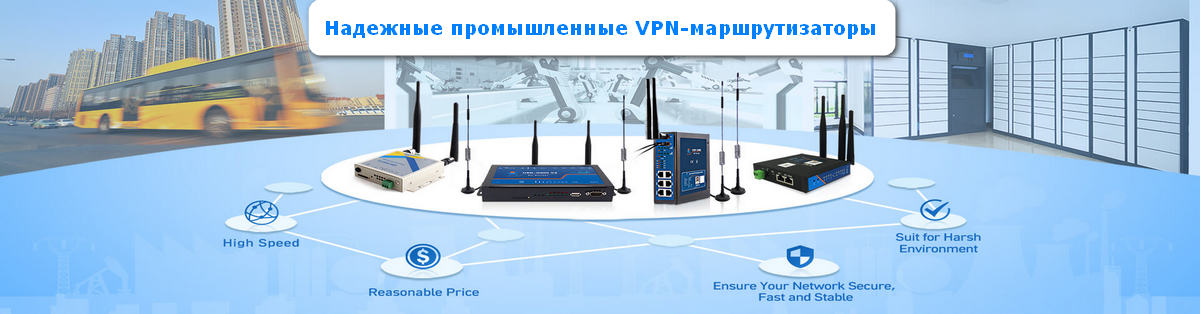 Надежные промышленные VPN-маршрутизаторы
High Speed
Reasonable Price
Ensure Your Network Secure,
Fast and Stable
Suit for Harsh
Environment